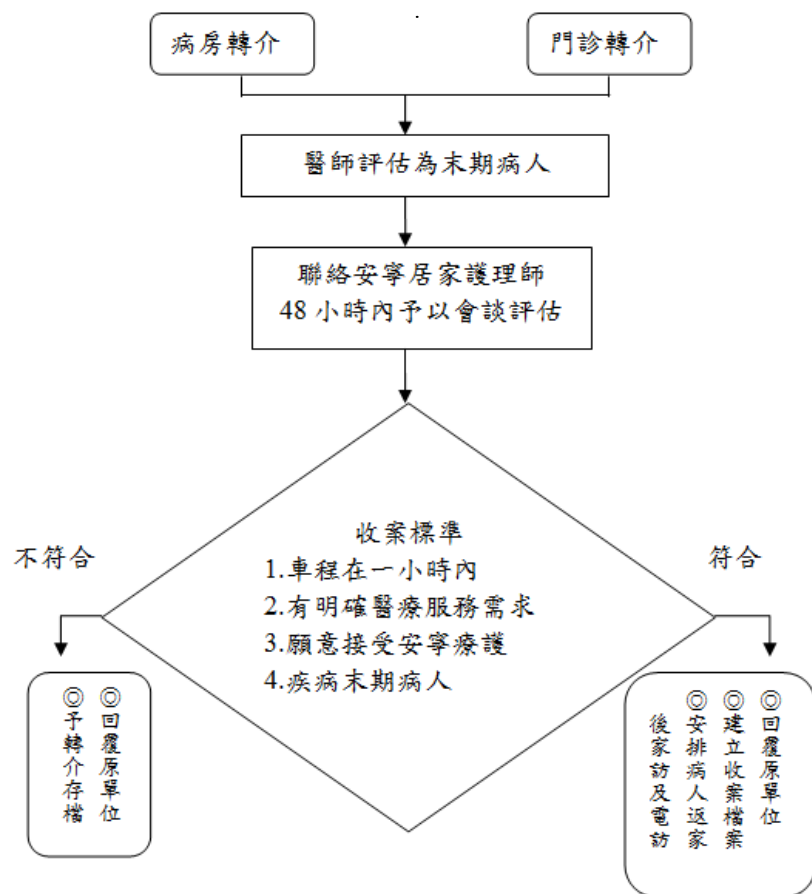 病房轉介
門診轉介
醫師評估為末期病人
聯絡安寧居家護理師
48 小時內予以會談評估
收案標準
1.車程在一小時內
2.有明確醫療服務需求
3.願意接受安寧療護
4.疾病末期病人
不符合
符合
◎回覆原單位
◎予轉介存檔
◎回覆原單位
◎建立收案檔案
◎安排病人返家
後家訪及電訪